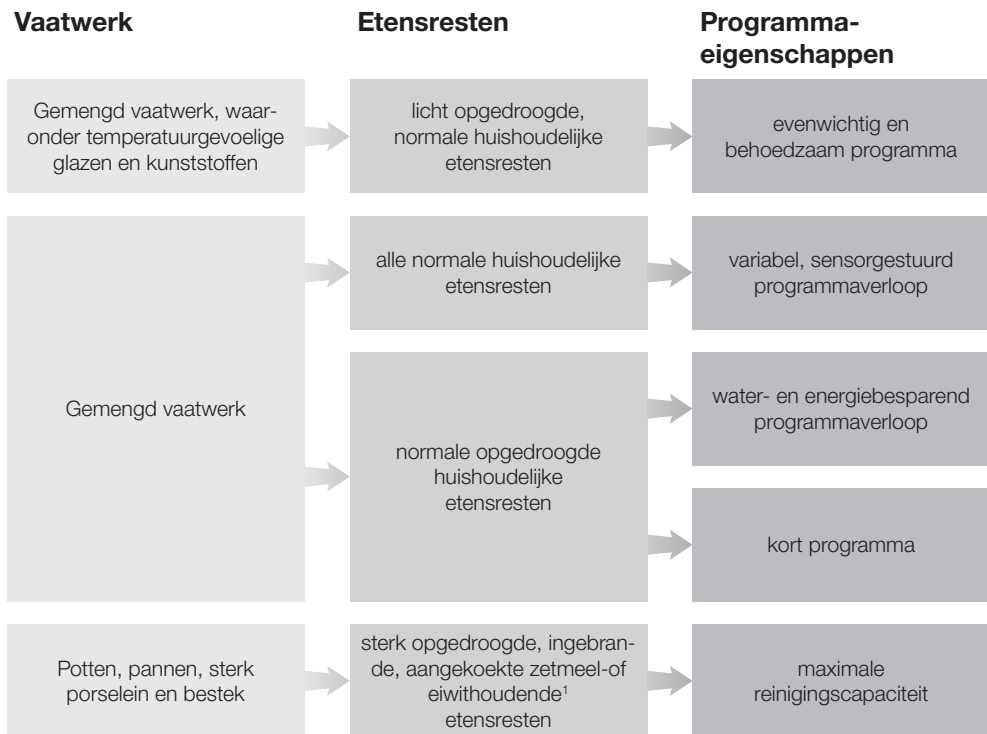 Vaatwerk
Etensresten
Programma-
eigenschappen
Gemengd vaatwerk, waar-
onder temperatuurgevoelige
glazen en kunststoffen
licht opgedroogde,
normale huishoudelijke
etensresten
evenwichtig en
behoedzaam programma
Gemengd vaatwerk
alle normale huishoudelijke
etensresten
variabel, sensorgestuurd
programmaverloop
normale opgedroogde
huishoudelijke
etensresten
water- en energiebesparend
programmaverloop
kort programma
Potten, pannen, sterk
porselein en bestek
sterk opgedroogde, ingebran-
de, aangekoekte zetmeel-of
eiwithoudende¹
etensresten
maximale
reinigingscapaciteit